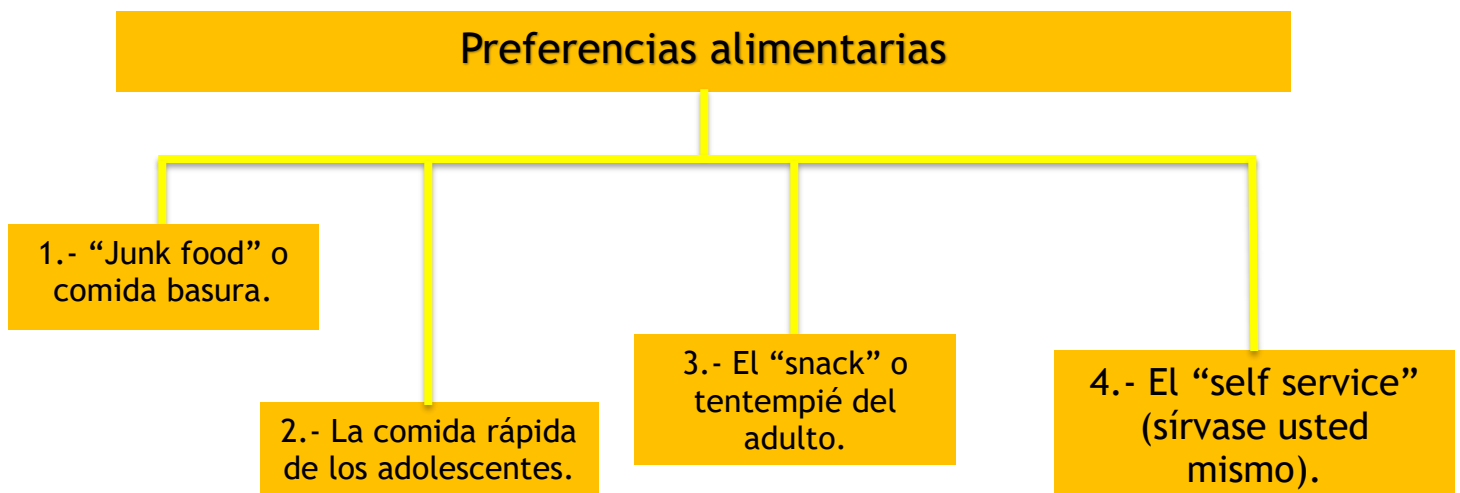 Preferencias alimentarias
1.- “Junk food” o
comida basura.
2.- La comida rápida
de los adolescentes.
3.- El “snack” o
tentempié del
adulto.
4.- El “self service”
(sírvase usted
mismo).